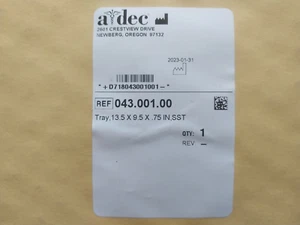 a dec
2601 CRESTVIEW DRIVE
NEWBERG, OREGON 97132
2023-01-31
"+D718043001001-"
REF 043.001.00
Tray,13.5 X 9.5 X .75 IN,SST
QTY: 1
REV —